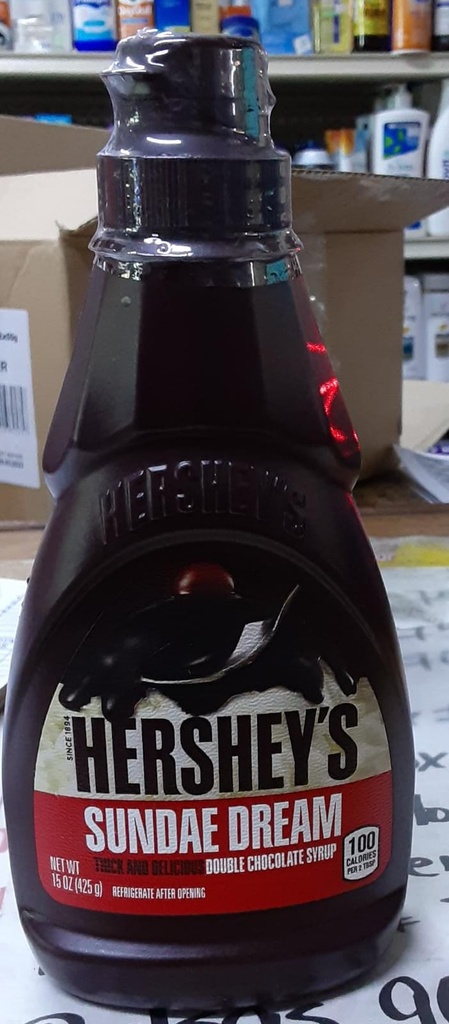 HERSHEY'S
SINCE 1894
HERSHEY'S
SUNDAE DREAM
THICK AND DELICIOUS DOUBLE CHOCOLATE SYRUP
100
CALORIES
PER 2 TBSP
NET WT
15 OZ (425 g)
REFRIGERATE AFTER OPENING